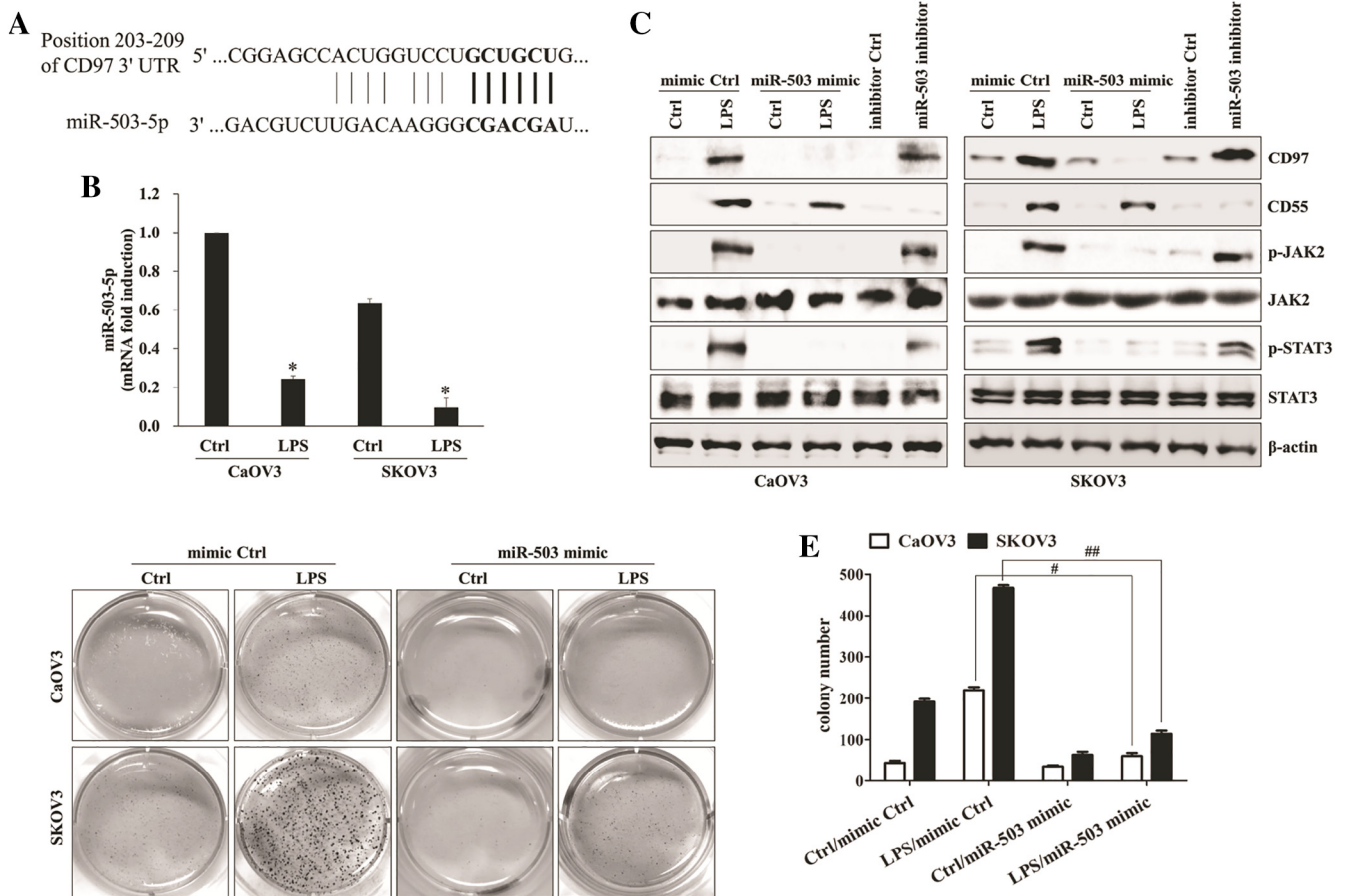 A
Position 203-209
of CD97 3' UTR
5' ...CGGAGCCACUGGUCCUGCUGCUG...
miR-503-5p
3' ...GACGUCUUGACAAGGGCGACGAU...
B
miR-503-5p
(mRNA fold induction)
1.2
1.0
0.8
0.6
0.4
0.2
0.0
*
*
Ctrl
LPS
Ctrl
LPS
CaOV3
SKOV3
C
mimic Ctrl
miR-503 mimic
Ctrl
LPS
Ctrl
LPS
inhibitor Ctrl
miR-503 inhibitor
mimic Ctrl
miR-503 mimic
Ctrl
LPS
Ctrl
LPS
inhibitor Ctrl
miR-503 inhibitor
CD97
CD55
p-JAK2
JAK2
p-STAT3
STAT3
β-actin
CaOV3
SKOV3
mimic Ctrl
miR-503 mimic
Ctrl
LPS
Ctrl
LPS
CaOV3
SKOV3
E
CaOV3
SKOV3
##
#
colony number
500
400
300
200
100
0
Ctrl/mimic Ctrl
LPS/mimic Ctrl
Ctrl/miR-503 mimic
LPS/miR-503 mimic